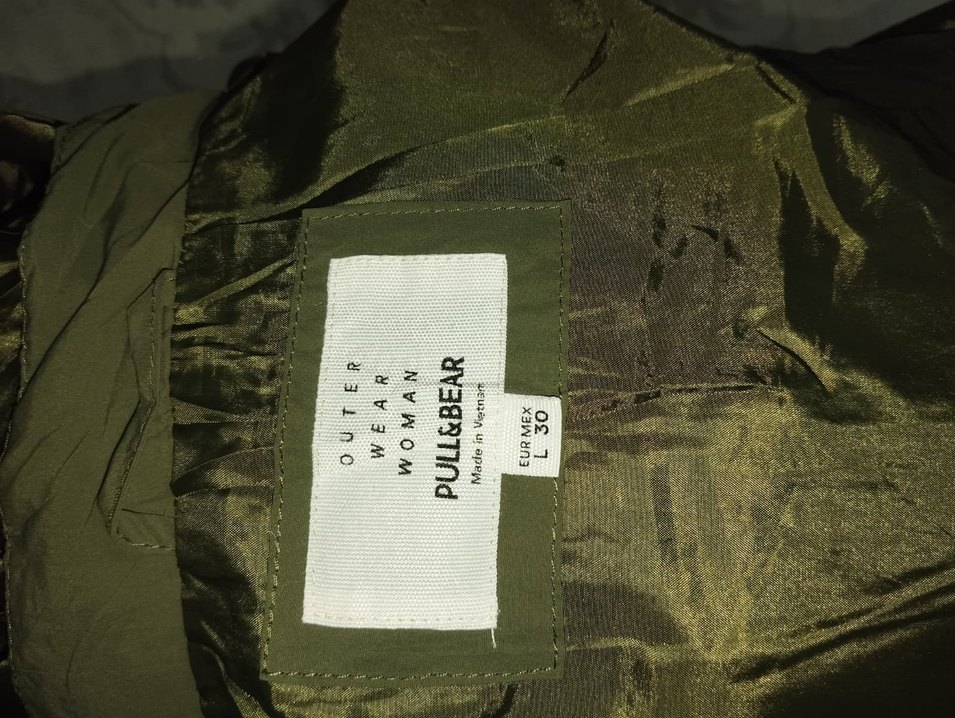 OUTER
WEAR
WOMAN
PULL&BEAR
Made in Vietnam
EUR MEX
L 30